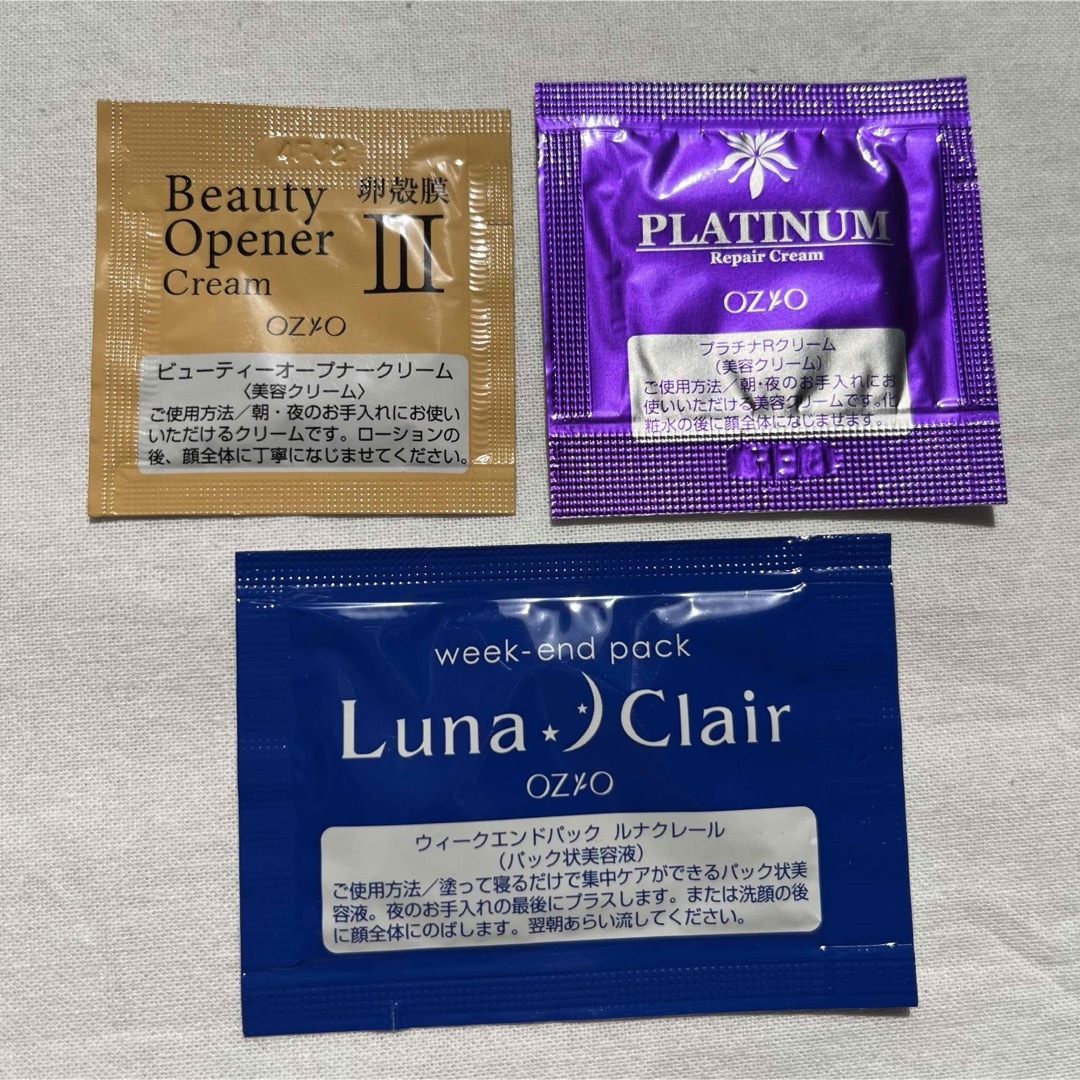 Beauty
Opener
Cream
卵殻膜
III
OZIO
ビューティーオープナークリーム
〈美容クリーム〉
ご使用方法／朝・夜のお手入れにお使い
いただけるクリームです。ローションの
後、顔全体に丁寧になじませてください。
PLATINUM
Repair Cream
OZIO
プラチナRクリーム
（美容クリーム）
ご使用方法／朝・夜のお手入れにお
使いいただける美容クリームです。化
粧水の後に顔全体になじませます。
week-end pack
Luna Clair
OZIO
ウィークエンドパック ルナクレール
（パック状美容液）
ご使用方法／塗って寝るだけで集中ケアができるパック状美
容液。夜のお手入れの最後にプラスします。または洗顔の後
に顔全体にのばします。翌朝あらい流してください。